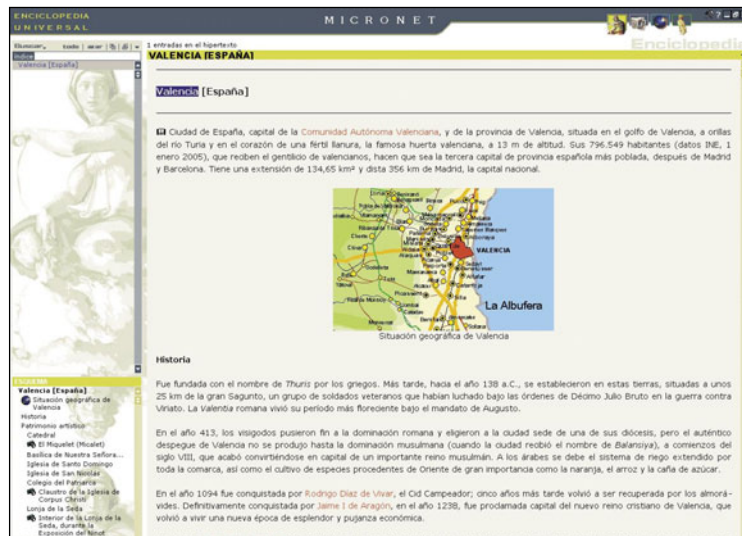 ENCICLOPEDIA
UNIVERSAL
MICRONET
Enciclopedia
Buscar
todo
1 entradas en el hipertexto
VALENCIA [ESPAÑA]
Índice
Valencia [España]
Valencia [España]
Ciudad de España, capital de la Comunidad Autónoma Valenciana, y de la provincia de Valencia, situada en el golfo de Valencia, a orillas
del río Turia y en el corazón de una fértil llanura, la famosa huerta valenciana, a 13 m de altitud. Sus 796.549 habitantes (datos INE, 1
enero 2005), que reciben el gentilicio de valencianos, hacen que sea la tercera capital de provincia española más poblada, después de Madrid
y Barcelona. Tiene una extensión de 134,65 km² y dista 356 km de Madrid, la capital nacional.
VALENCIA
La Albufera
Situación geográfica de Valencia
Historia
Fue fundada con el nombre de Thuris por los griegos. Más tarde, hacia el año 138 a.C., se establecieron en estas tierras, situadas a unos
25 km de la gran Sagunto, un grupo de soldados veteranos que habían luchado bajo las órdenes de Décimo Julio Bruto en la guerra contra
Viriato. La Valentia romana vivió su período más floreciente bajo el mandato de Augusto.
En el año 413, los visigodos pusieron fin a la dominación romana y eligieron a la ciudad sede de una de sus diócesis, pero el auténtico
despegue de Valencia no se produjo hasta la dominación musulmana (cuando la ciudad recibió el nombre de Balansiya), a comienzos del
siglo VIII, que acabó convirtiéndose en capital de un importante reino musulmán. A los árabes se debe el sistema de riego extendido por
toda la comarca, así como el cultivo de especies procedentes de Oriente de gran importancia como la naranja, el arroz y la caña de azúcar.
En el año 1094 fue conquistada por Rodrigo Díaz de Vivar, el Cid Campeador; cinco años más tarde volvió a ser recuperada por los almorá-
vides. Definitivamente conquistada por Jaime I de Aragón, en el año 1238, fue proclamada capital del nuevo reino cristiano de Valencia, que
volvió a vivir una nueva época de esplendor y pujanza económica.
ESQUEMA
Valencia [España]
Situación geográfica de
Valencia
Historia
Patrimonio artístico
Catedral
El Miquelet (Micalet)
Basílica de Nuestra Señora...
Iglesia de Santo Domingo
Iglesia de San Nicolás
Colegio del Patriarca
Claustro de la Iglesia de
Corpus Christi
Lonja de la Seda
Interior de la Lonja de la
Seda, durante la
Exposición del Ninot